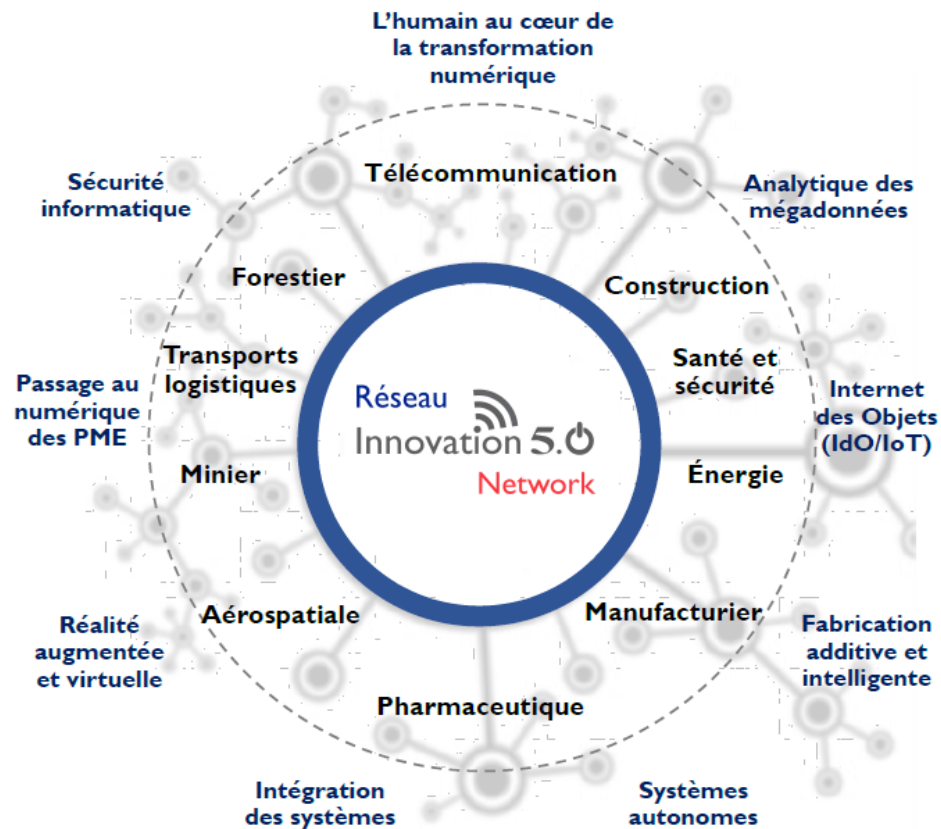 L’humain au cœur de
la transformation
numérique
Télécommunication
Sécurité
informatique
Analytique des
mégadonnées
Forestier
Construction
Transports
logistiques
Santé et
sécurité
Passage au
numérique
des PME
Réseau
Innovation 5.0
Network
Internet
des Objets
(IdO/IoT)
Minier
Énergie
Aérospatiale
Manufacturier
Réalité
augmentée
et virtuelle
Fabrication
additive et
intelligente
Pharmaceutique
Intégration
des systèmes
Systèmes
autonomes